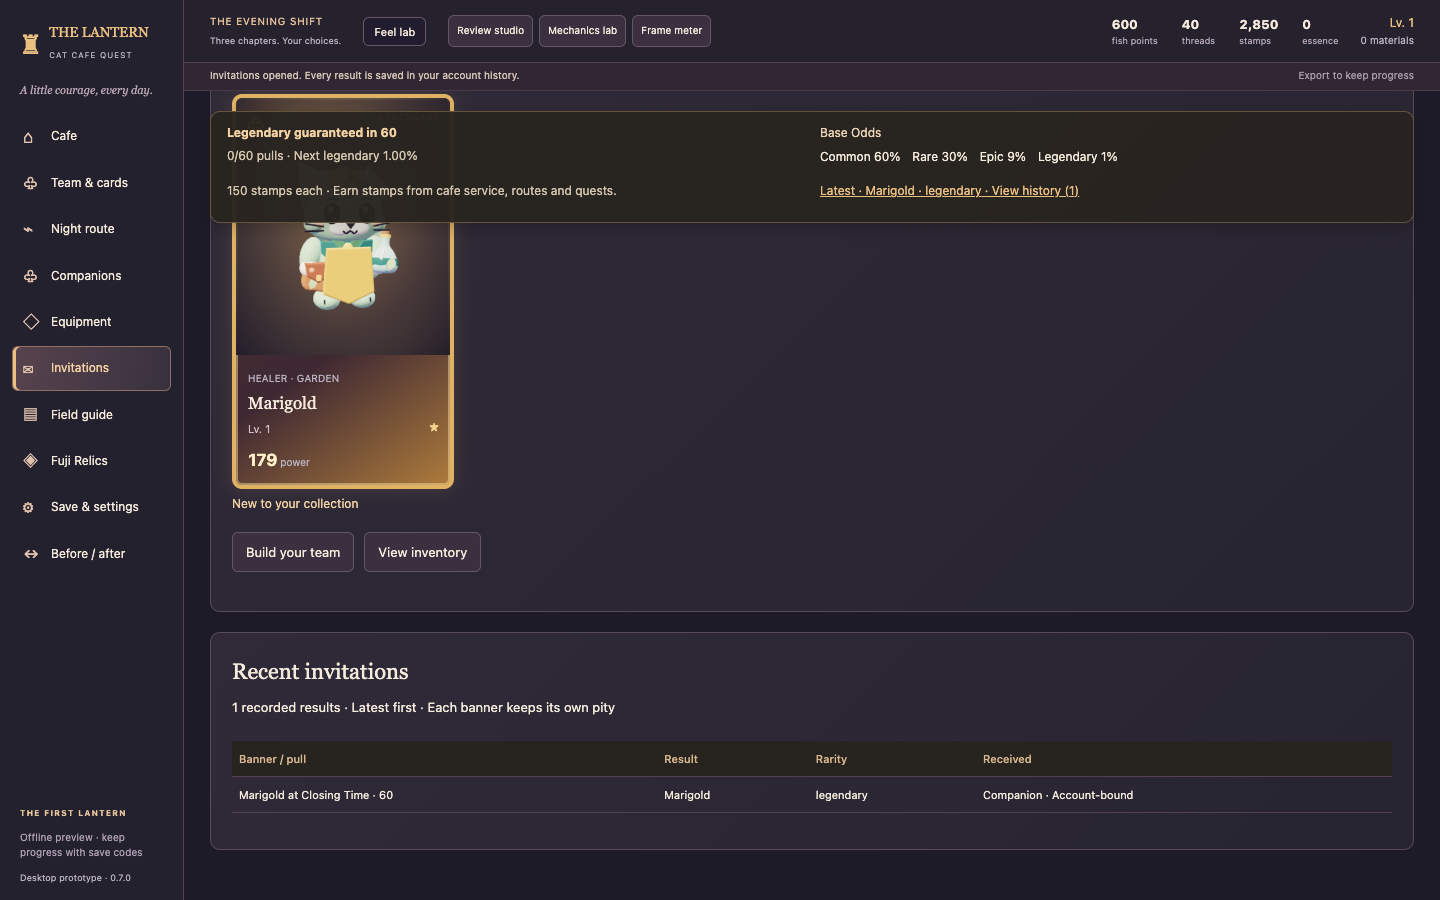 THE LANTERN
CAT CAFE QUEST
A little courage, every day.
Cafe
Team & cards
Night route
Companions
Equipment
Invitations
Field guide
Fuji Relics
Save & settings
Before / after
THE FIRST LANTERN
Offline preview · keep
progress with save codes
Desktop prototype · 0.7.0
THE EVENING SHIFT
Three chapters. Your choices.
Feel lab
Review studio
Mechanics lab
Frame meter
600
fish points
40
threads
2,850
stamps
0
essence
Lv. 1
0 materials
Invitations opened. Every result is saved in your account history.
Export to keep progress
Legendary guaranteed in 60
0/60 pulls · Next legendary 1.00%
150 stamps each · Earn stamps from cafe service, routes and quests.
Base Odds
Common 60% Rare 30% Epic 9% Legendary 1%
Latest · Marigold · legendary · View history (1)
HEALER · GARDEN
Marigold
Lv. 1
179 power
New to your collection
Build your team
View inventory
Recent invitations
1 recorded results · Latest first · Each banner keeps its own pity
Banner / pull Result Rarity Received
Marigold at Closing Time · 60 Marigold legendary Companion · Account-bound